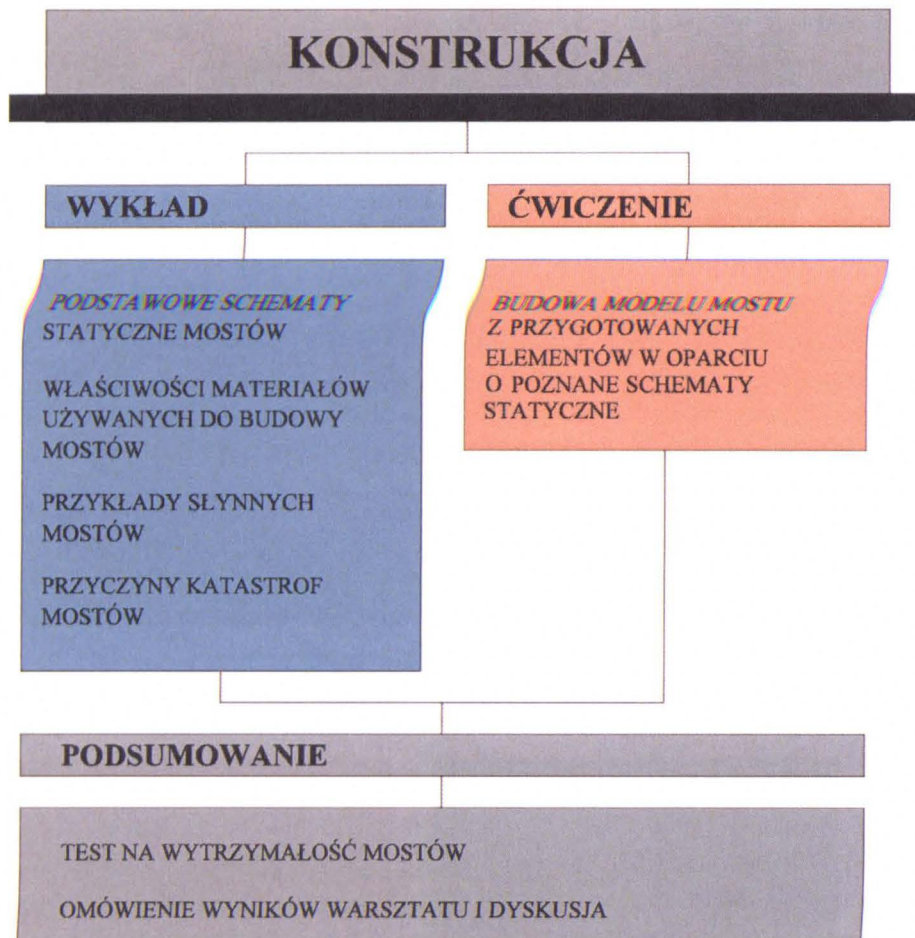 KONSTRUKCJA
WYKŁAD
PODSTAWOWE SCHEMATY
STATYCZNE MOSTÓW
WŁAŚCIWOŚCI MATERIAŁÓW
UŻYWANYCH DO BUDOWY
MOSTÓW
PRZYKŁADY SŁYNNYCH
MOSTÓW
PRZYCZYNY KATASTROF
MOSTÓW
ĆWICZENIE
BUDOWA MODELU MOSTU
Z PRZYGOTOWANYCH
ELEMENTÓW W OPARCIU
O POZNANE SCHEMATY
STATYCZNE
PODSUMOWANIE
TEST NA WYTRZYMAŁOŚĆ MOSTÓW
OMÓWIENIE WYNIKÓW WARSZTATU I DYSKUSJA